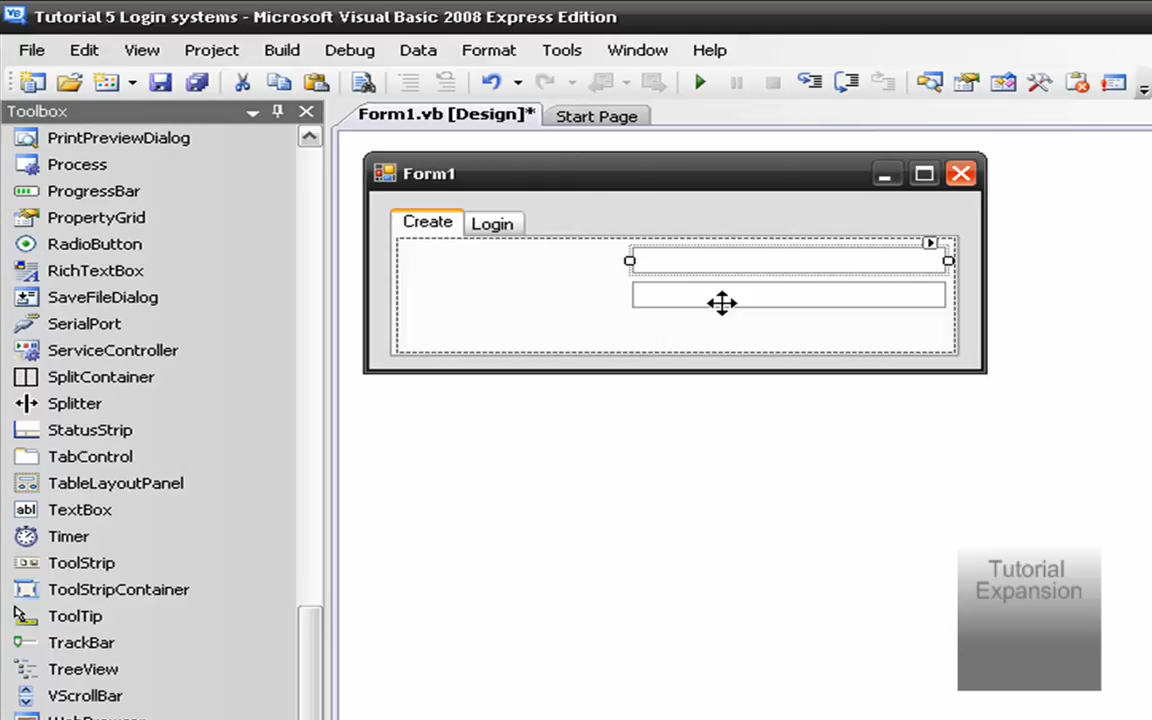 Tutorial 5 Login systems - Microsoft Visual Basic 2008 Express Edition
File Edit View Project Build Debug Data Format Tools Window Help
Toolbox
Form1.vb [Design]* Start Page
PrintPreviewDialog
Process
ProgressBar
PropertyGrid
RadioButton
RichTextBox
SaveFileDialog
SerialPort
ServiceController
SplitContainer
Splitter
StatusStrip
TabControl
TableLayoutPanel
abl TextBox
Timer
ToolStrip
ToolStripContainer
ToolTip
TrackBar
TreeView
VScrollBar
Form1
Create Login
Tutorial
Expansion